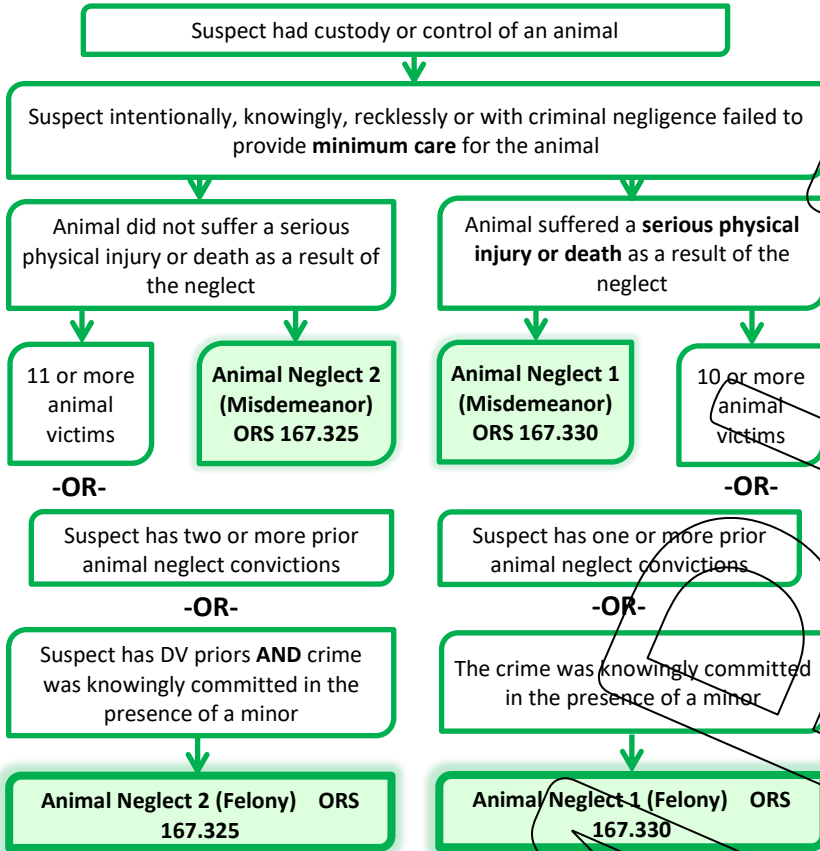 Suspect had custody or control of an animal
Suspect intentionally, knowingly, recklessly or with criminal negligence failed to
provide minimum care for the animal
Animal did not suffer a serious
physical injury or death as a result of
the neglect
Animal suffered a serious physical
injury or death as a result of the
neglect
11 or more
animal
victims
Animal Neglect 2
(Misdemeanor)
ORS 167.325
Animal Neglect 1
(Misdemeanor)
ORS 167.330
10 or more
animal
victims
-OR-
-OR-
Suspect has two or more prior
animal neglect convictions
Suspect has one or more prior
animal neglect convictions
-OR-
-OR-
Suspect has DV priors AND crime
was knowingly committed in the
presence of a minor
The crime was knowingly committed
in the presence of a minor
Animal Neglect 2 (Felony) ORS
167.325
Animal Neglect 1 (Felony) ORS
167.330